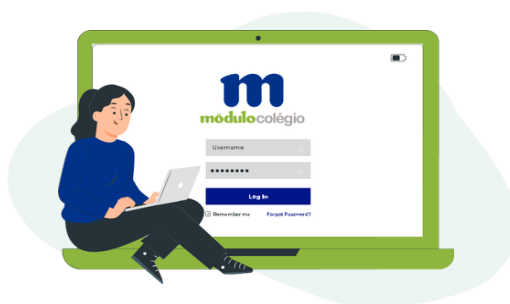 m
módulocolégio
Username
Log In
Remember me Forgot Password?